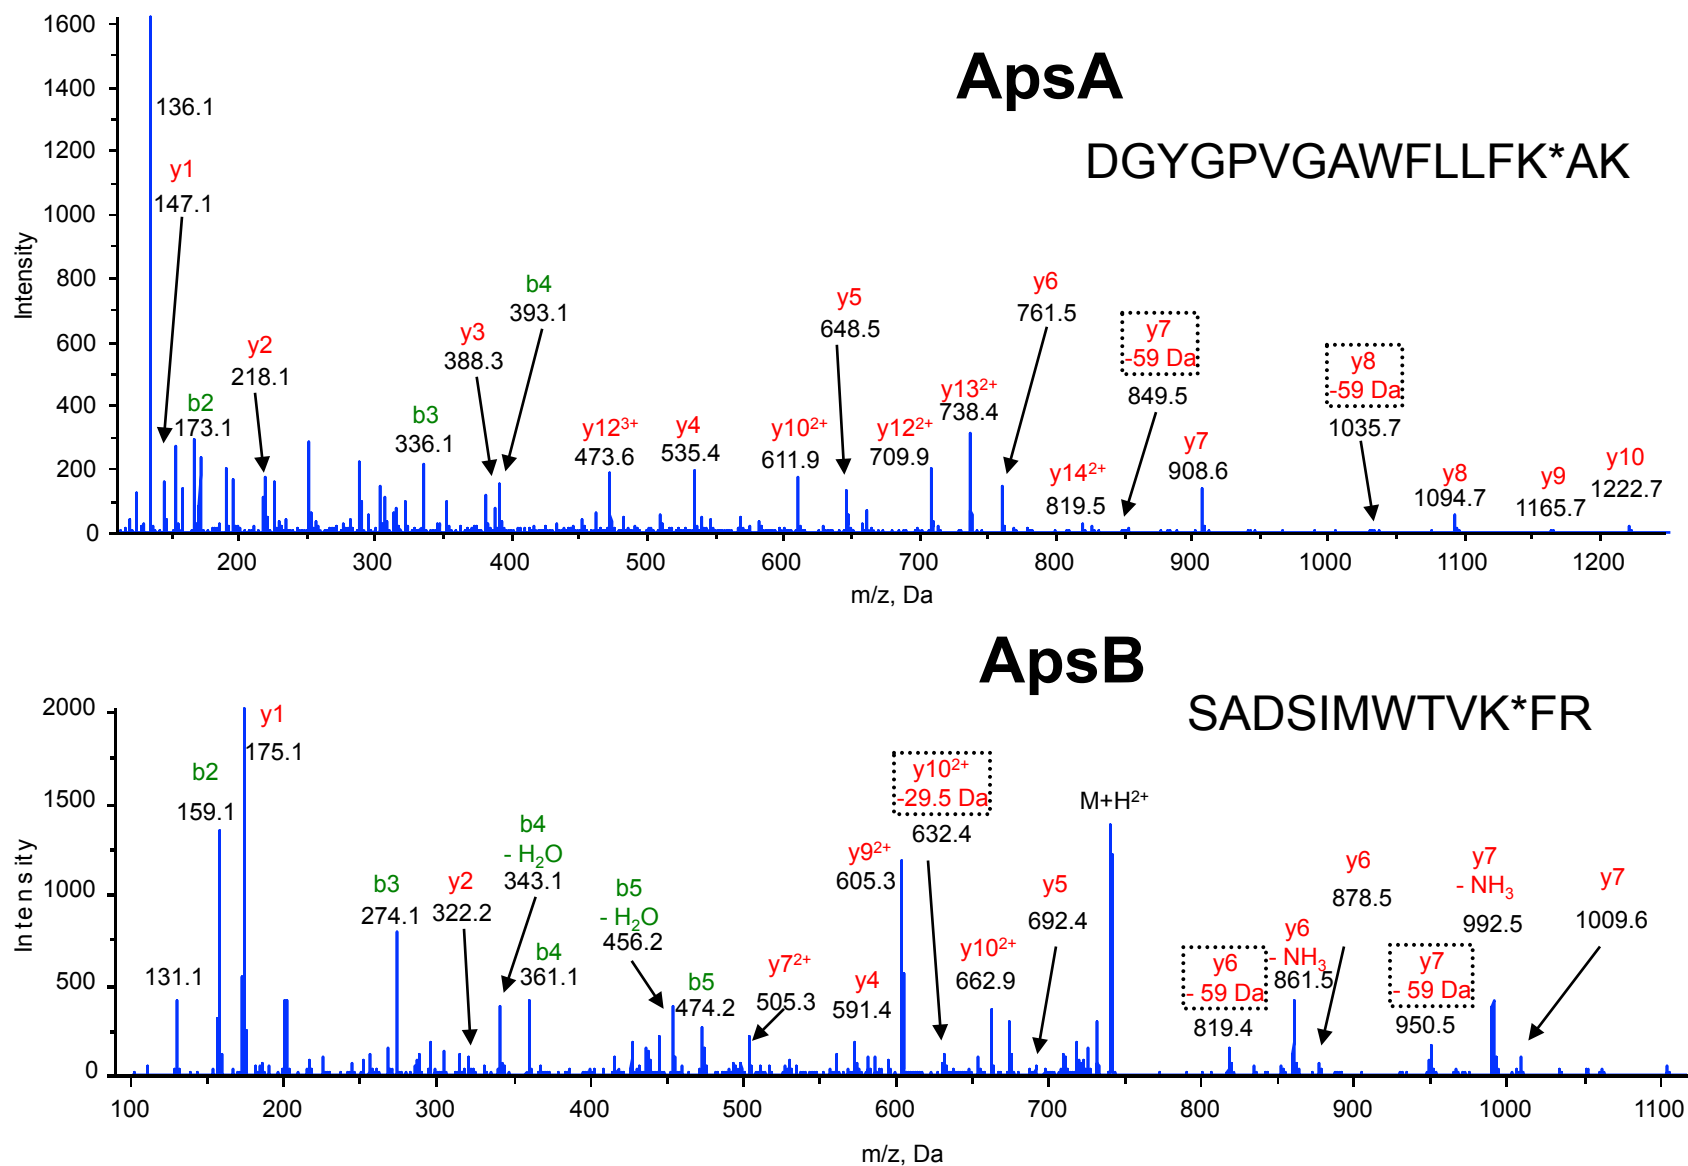 ApsA
DGYGPVGAWFLLFK*AK
Intensity
1600
1400
1200
1000
800
600
400
200
0
136.1
y1
147.1
b2
173.1
y2
218.1
b3
336.1
y3
388.3
b4
393.1
y12³⁺
473.6
y4
535.4
y10²⁺
611.9
y5
648.5
y12²⁺
709.9
y13²⁺
738.4
y6
761.5
y14²⁺
819.5
y7
-59 Da
849.5
y7
908.6
y8
-59 Da
1035.7
y8
1094.7
y9
1165.7
y10
1222.7
200 300 400 500 600 700 800 900 1000 1100 1200
m/z, Da
ApsB
SADSIMWTVK*FR
Intensity
2000
1500
1000
500
0
131.1
b2
159.1
y1
175.1
b3
274.1
y2
322.2
b4
- H₂O
343.1
b4
361.1
b5
- H₂O
456.2
b5
474.2
y7²⁺
505.3
y4
591.4
y9²⁺
605.3
y10²⁺
-29.5 Da
632.4
y10²⁺
662.9
y5
692.4
M+H²⁺
y6
- 59 Da
819.4
y6
- NH₃
861.5
y6
878.5
y7
- 59 Da
950.5
y7
- NH₃
992.5
y7
1009.6
100 200 300 400 500 600 700 800 900 1000 1100
m/z, Da